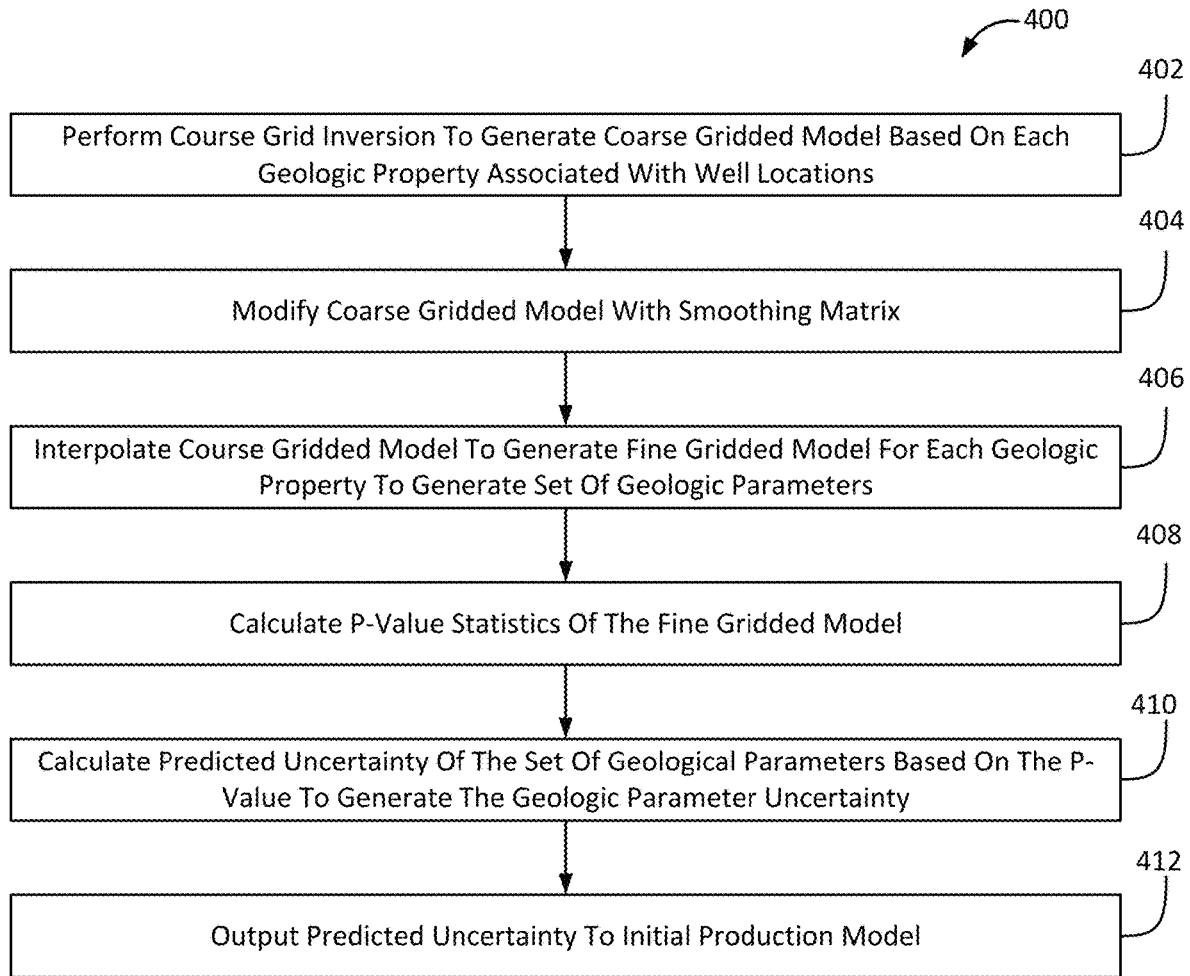 400
402
Perform Course Grid Inversion To Generate Coarse Gridded Model Based On Each
Geologic Property Associated With Well Locations
404
Modify Coarse Gridded Model With Smoothing Matrix
406
Interpolate Course Gridded Model To Generate Fine Gridded Model For Each Geologic
Property To Generate Set Of Geologic Parameters
408
Calculate P-Value Statistics Of The Fine Gridded Model
410
Calculate Predicted Uncertainty Of The Set Of Geological Parameters Based On The P-
Value To Generate The Geologic Parameter Uncertainty
412
Output Predicted Uncertainty To Initial Production Model